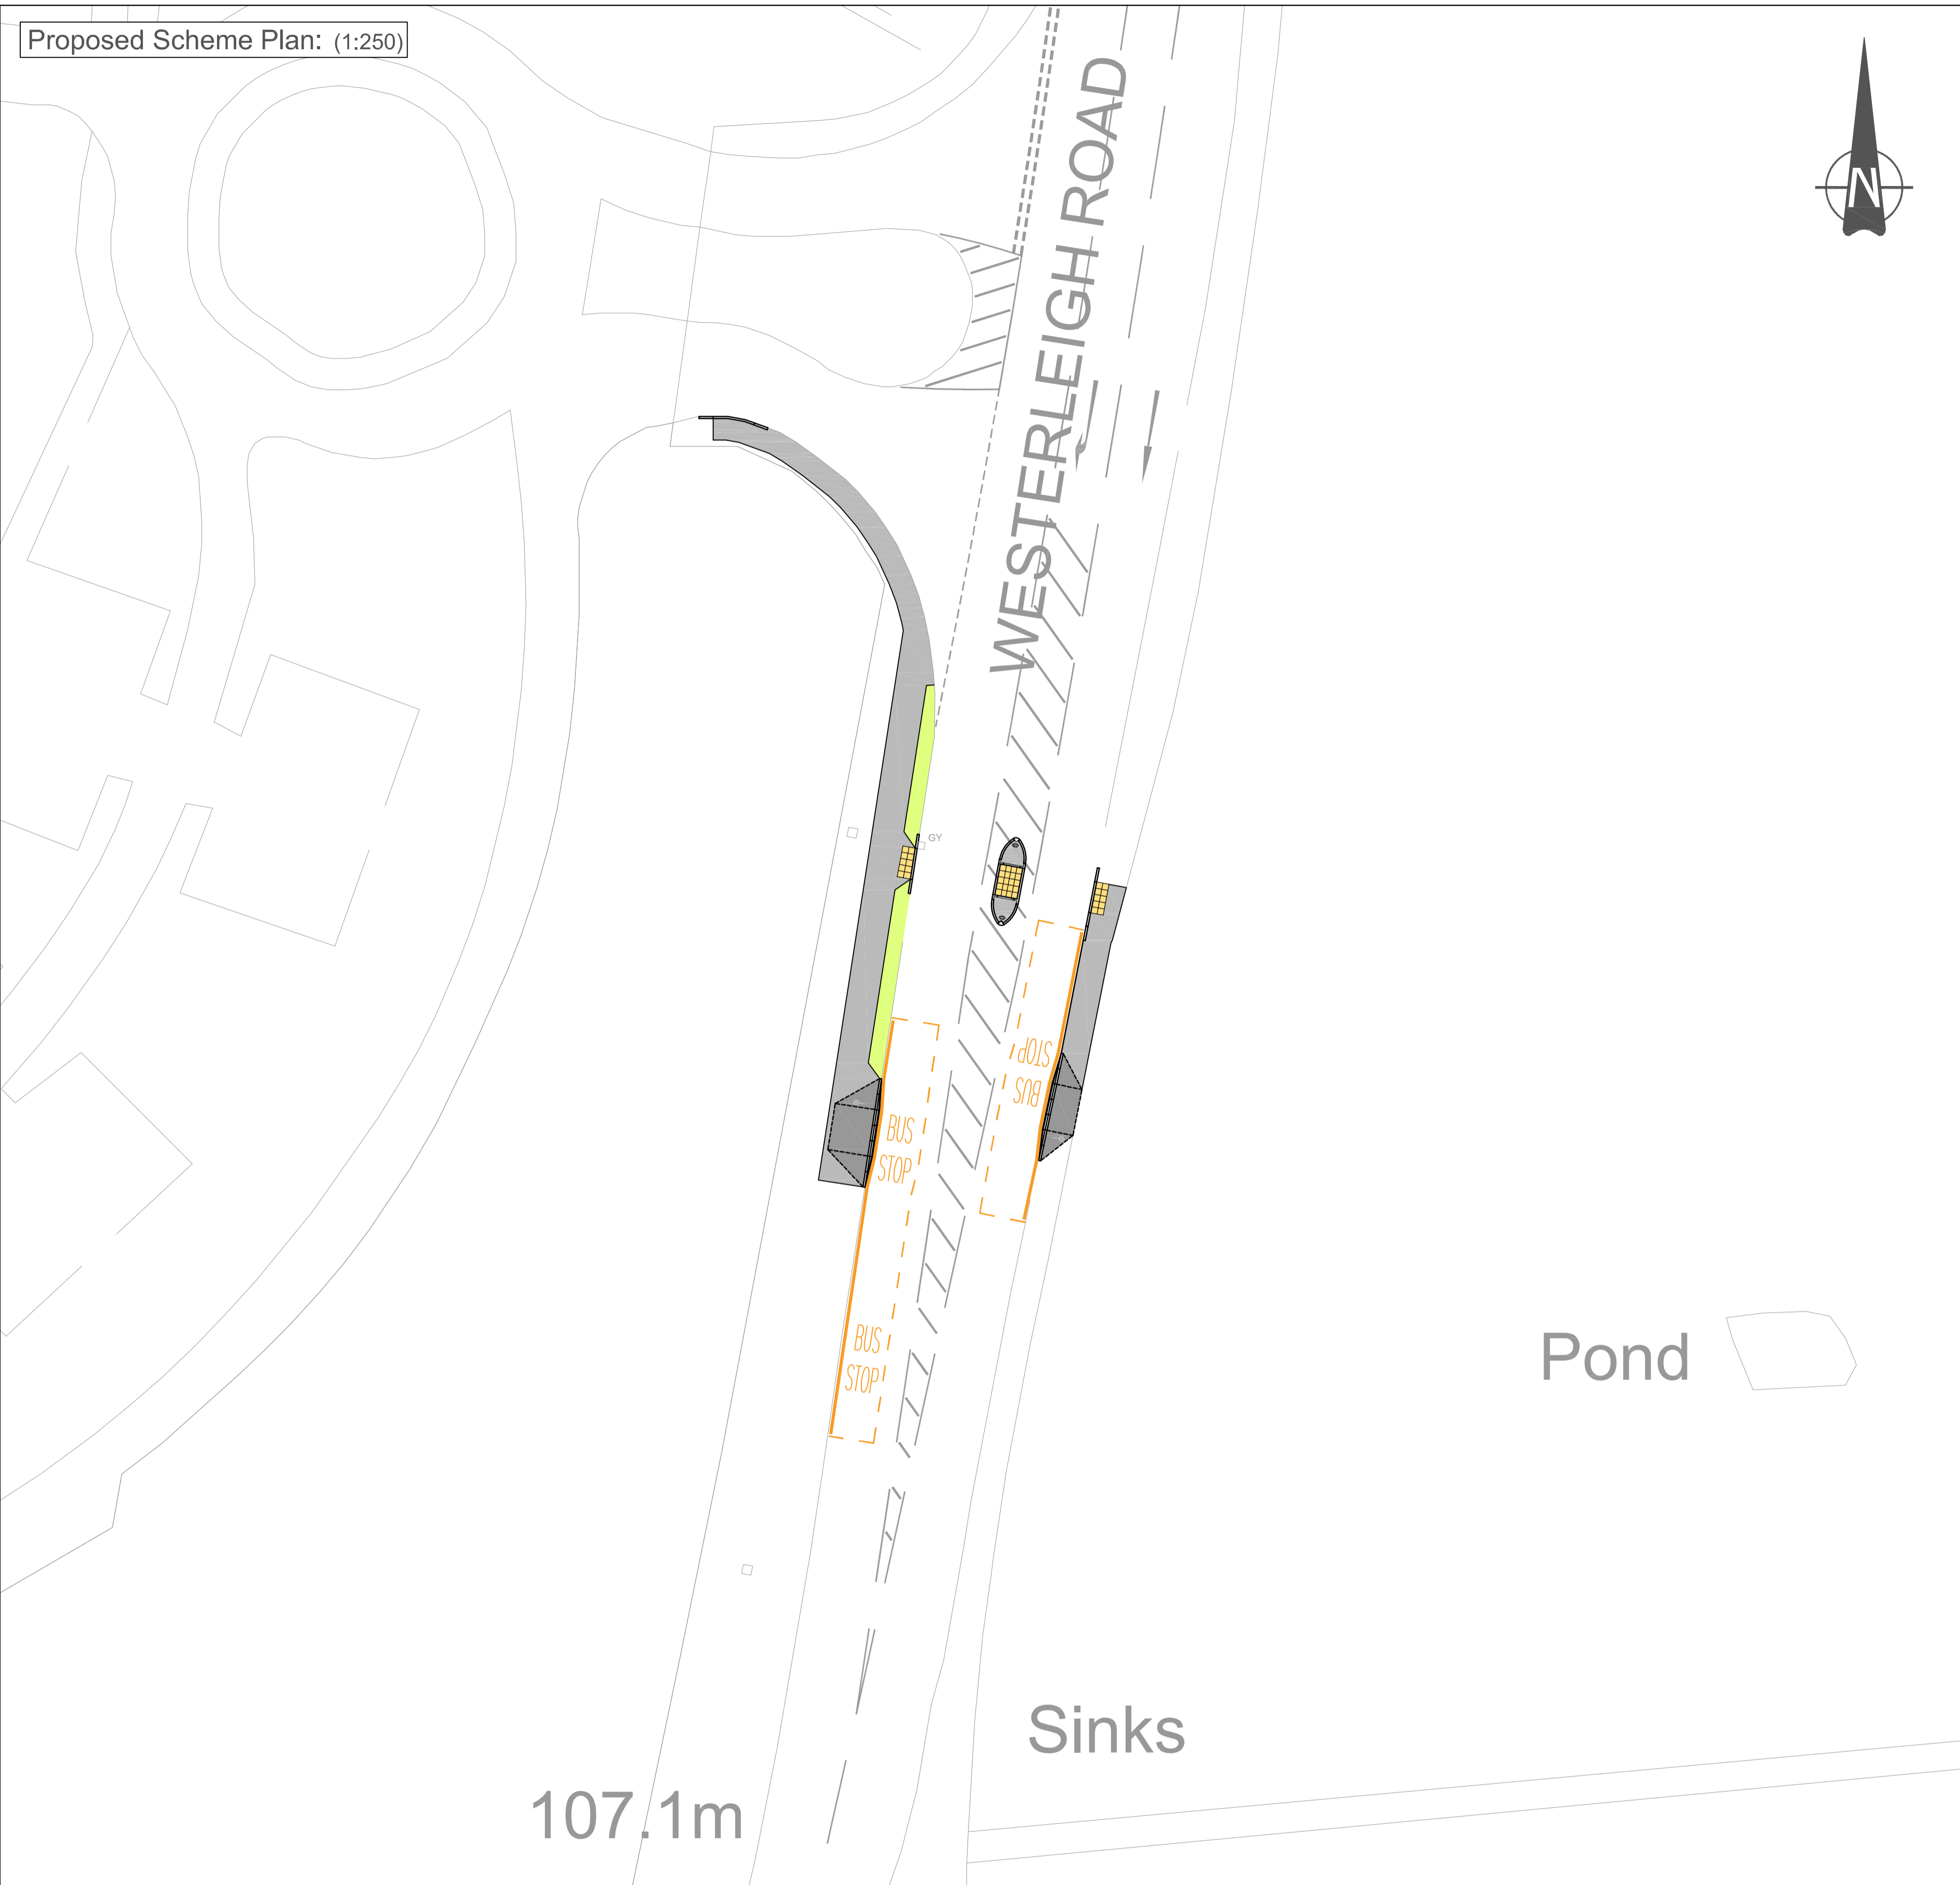 Proposed Scheme Plan: (1:250)
N
WESTERLEIGH ROAD
GY
BUS
STOP
BUS
STOP
BUS
STOP
Pond
Sinks
107.1m